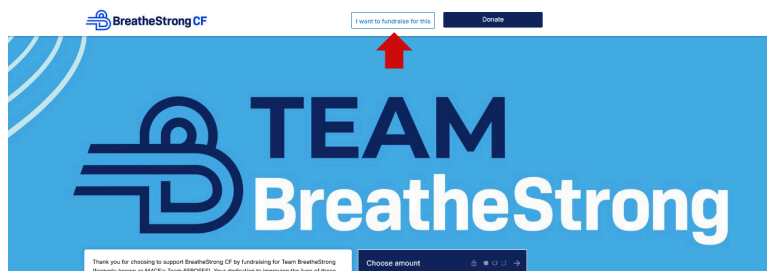 BreatheStrong CF
I want to fundraise for this
Donate
TEAM
BreatheStrong
Thank you for choosing to support BreatheStrong CF by fundraising for Team BreatheStrong
Choose amount